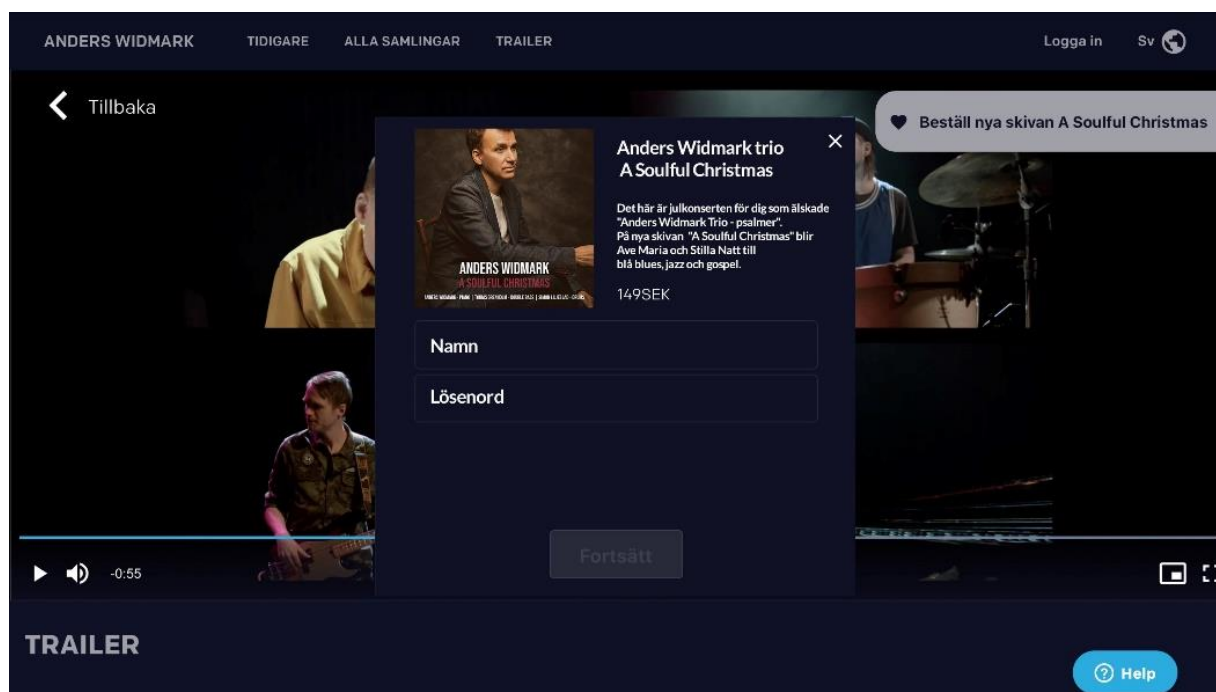 ANDERS WIDMARK TIDIGARE ALLA SAMLINGAR TRAILER Logga in Sv
Tillbaka
Beställ nya skivan A Soulful Christmas
Anders Widmark trio
A Soulful Christmas
Det här är julkonserten för dig som älskade
"Anders Widmark Trio - psalmer".
På nya skivan "A Soulful Christmas" blir
Ave Maria och Stilla Natt till
blå blues, jazz och gospel.
149SEK
ANDERS WIDMARK
A SOULFUL CHRISTMAS
Namn
Lösenord
Fortsätt
-0:55
TRAILER
Help